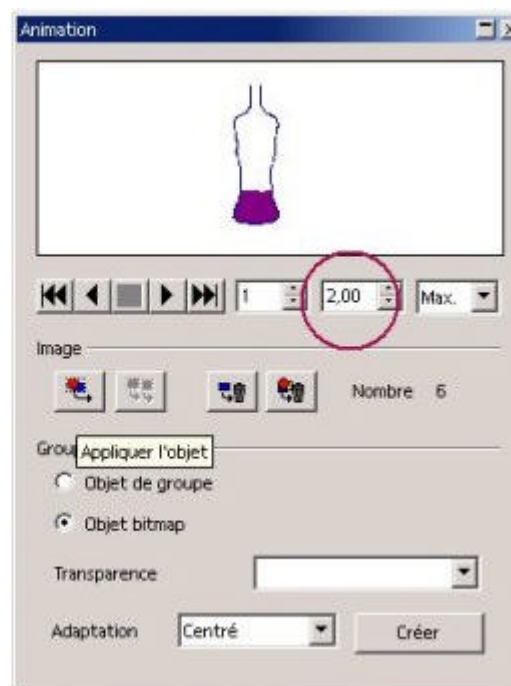 Animation
1 2,00 Max.
Image
Nombre 6
Appliquer l'objet
Objet de groupe
Objet bitmap
Transparence
Adaptation Centré Créer